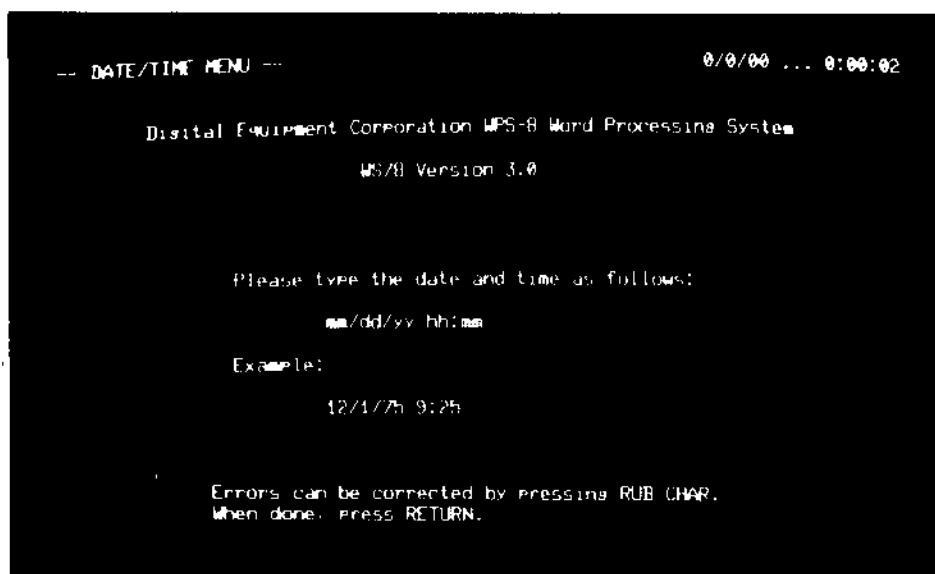 -- DATE/TIME MENU --
0/0/00 ... 0:00:02
Digital Equipment Corporation WPS-8 Word Processing System
WS/8 Version 3.0
Please type the date and time as follows:
mm/dd/yy hh:mm
Example:
12/1/75 9:25
Errors can be corrected by pressing RUB CHAR.
When done, press RETURN.